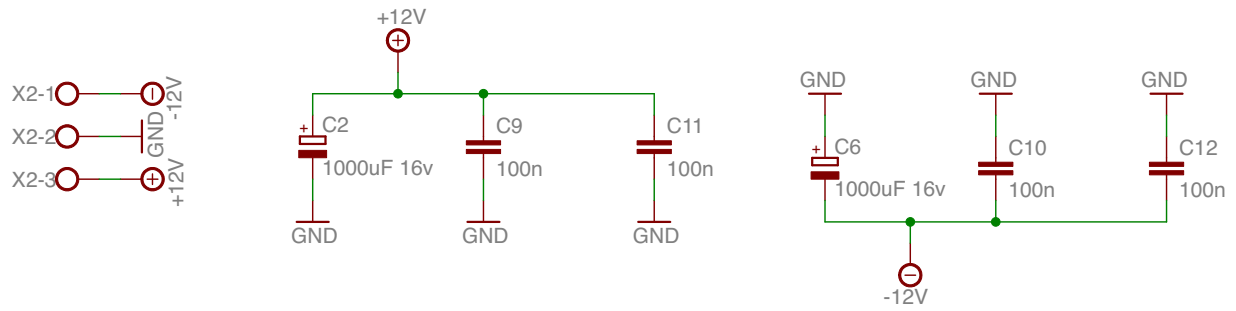 X2-1
-12V
X2-2
GND
X2-3
+12V
+12V
+
C2
1000uF 16v
GND
C9
100n
GND
C11
100n
GND
GND
+
C6
1000uF 16v
GND
C10
100n
GND
C12
100n
-12V